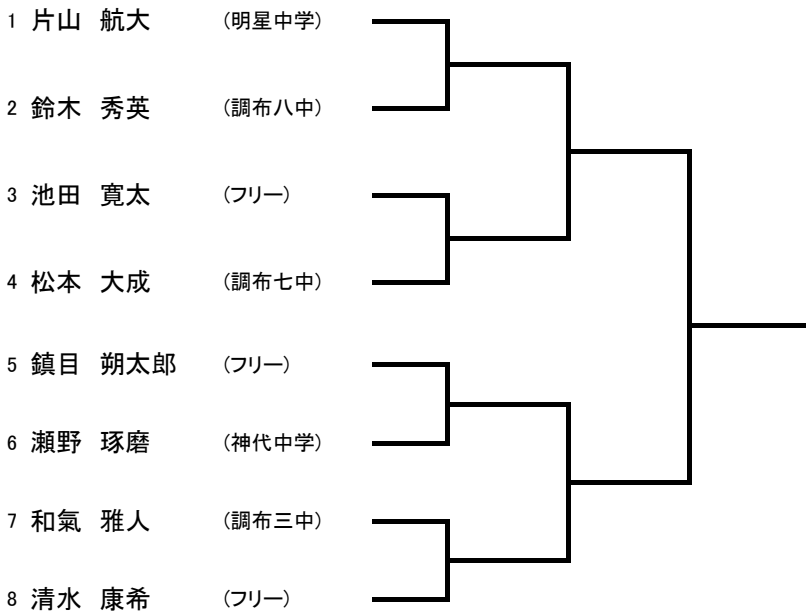 1 片山 航大 (明星中学)
2 鈴木 秀英 (調布八中)
3 池田 寛太 (フリー)
4 松本 大成 (調布七中)
5 鎮目 朔太郎 (フリー)
6 瀬野 琢磨 (神代中学)
7 和氣 雅人 (調布三中)
8 清水 康希 (フリー)